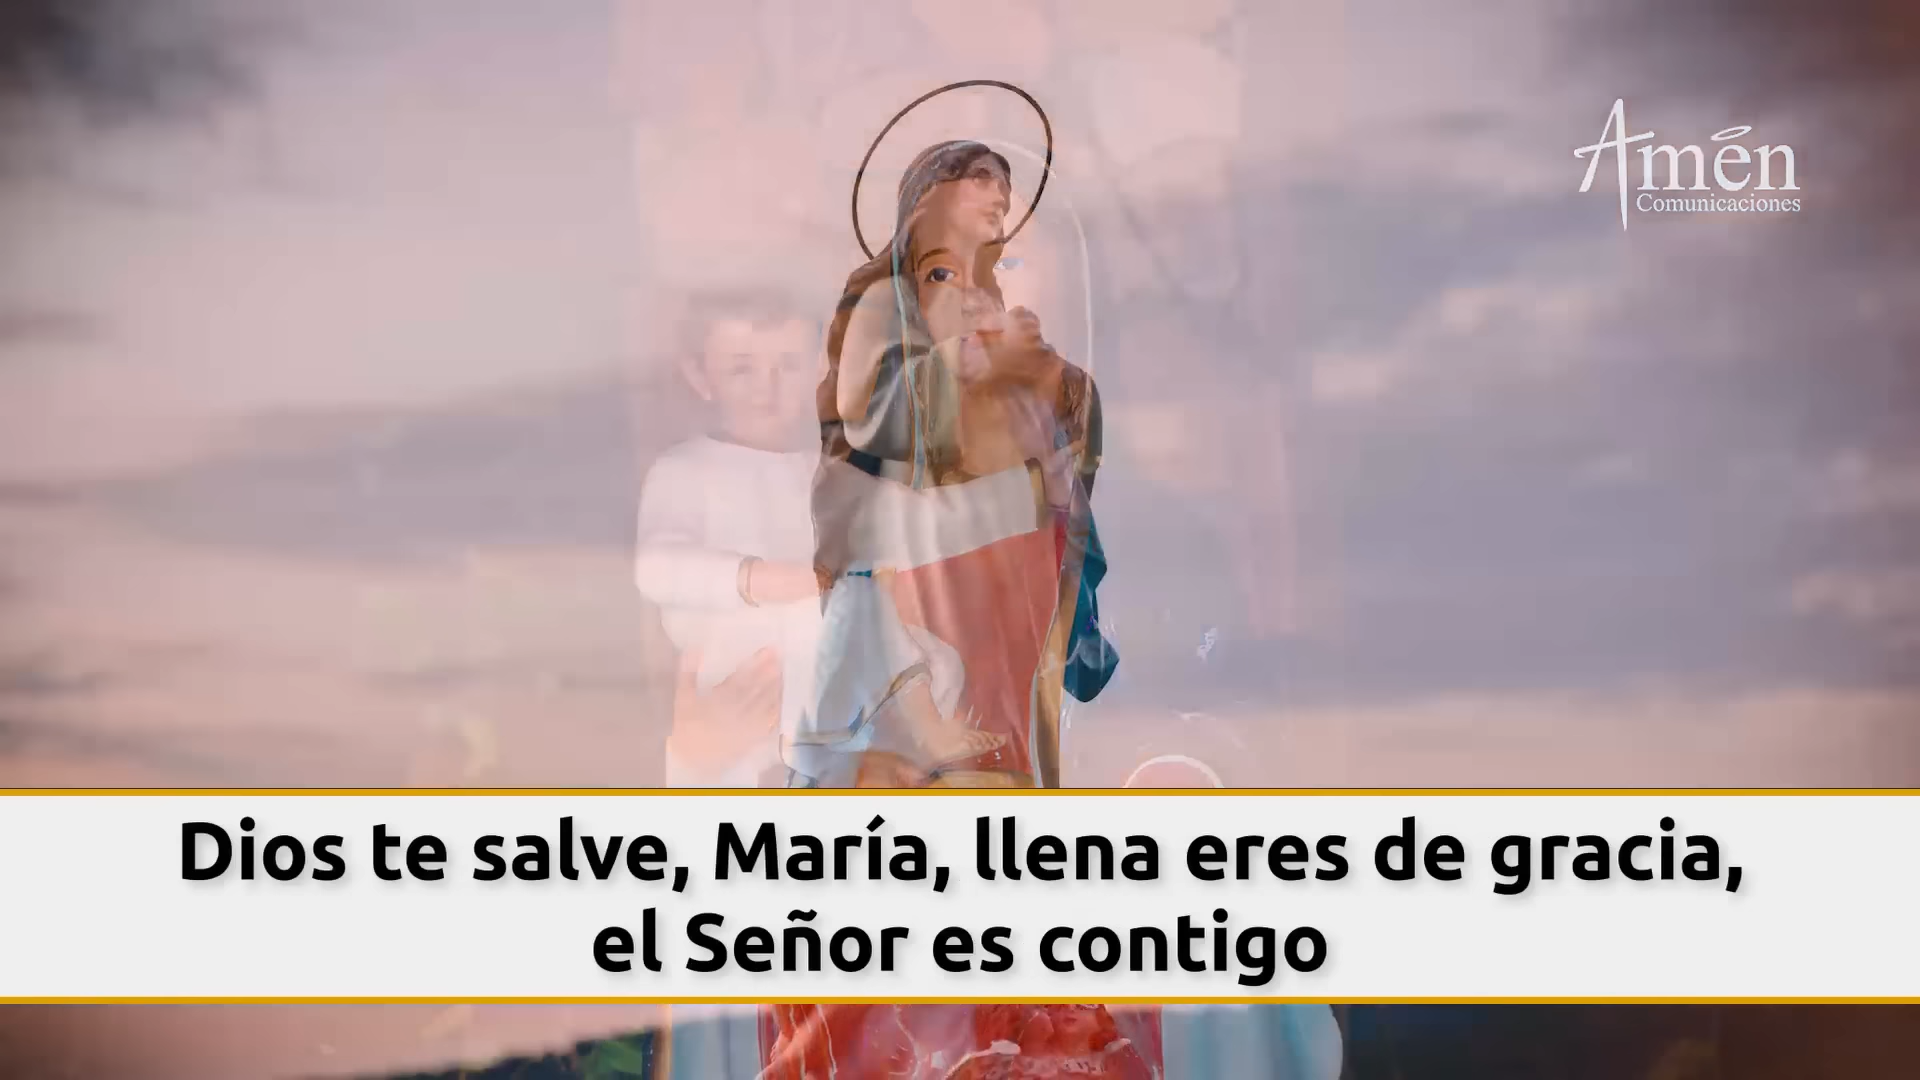 Amén
Comunicaciones
Dios te salve, María, llena eres de gracia,
el Señor es contigo